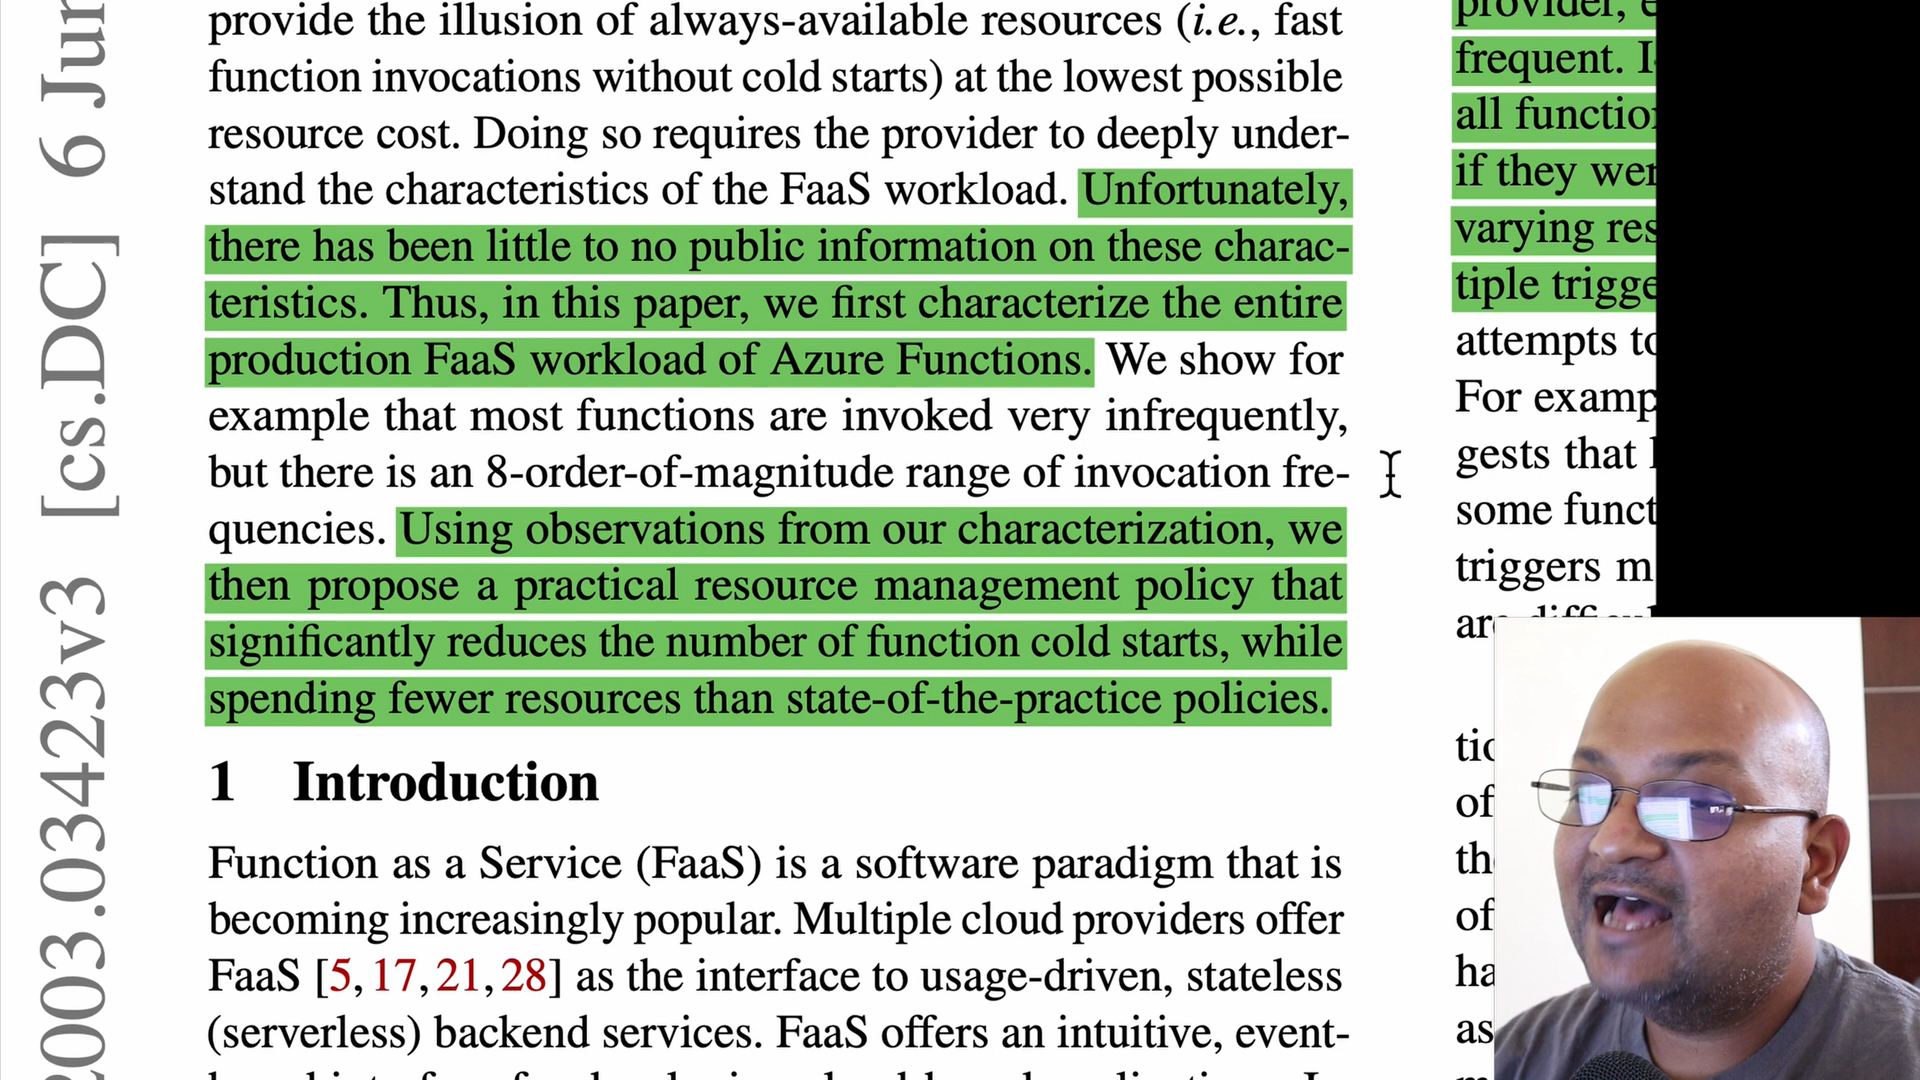 provide the illusion of always-available resources (i.e., fast
function invocations without cold starts) at the lowest possible
resource cost. Doing so requires the provider to deeply under-
stand the characteristics of the FaaS workload. Unfortunately,
there has been little to no public information on these charac-
teristics. Thus, in this paper, we first characterize the entire
production FaaS workload of Azure Functions. We show for
example that most functions are invoked very infrequently,
but there is an 8-order-of-magnitude range of invocation fre-
quencies. Using observations from our characterization, we
then propose a practical resource management policy that
significantly reduces the number of function cold starts, while
spending fewer resources than state-of-the-practice policies.
1 Introduction
Function as a Service (FaaS) is a software paradigm that is
becoming increasingly popular. Multiple cloud providers offer
FaaS [5, 17, 21, 28] as the interface to usage-driven, stateless
(serverless) backend services. FaaS offers an intuitive, event-
provider,
frequent.
all functio
if they wer
varying res
tiple trigge
attempts to
For examp
gests that
some funct
triggers m
are
tio
of
the
of
ha
as
2003.03423v3 [cs.DC] 6 Jun